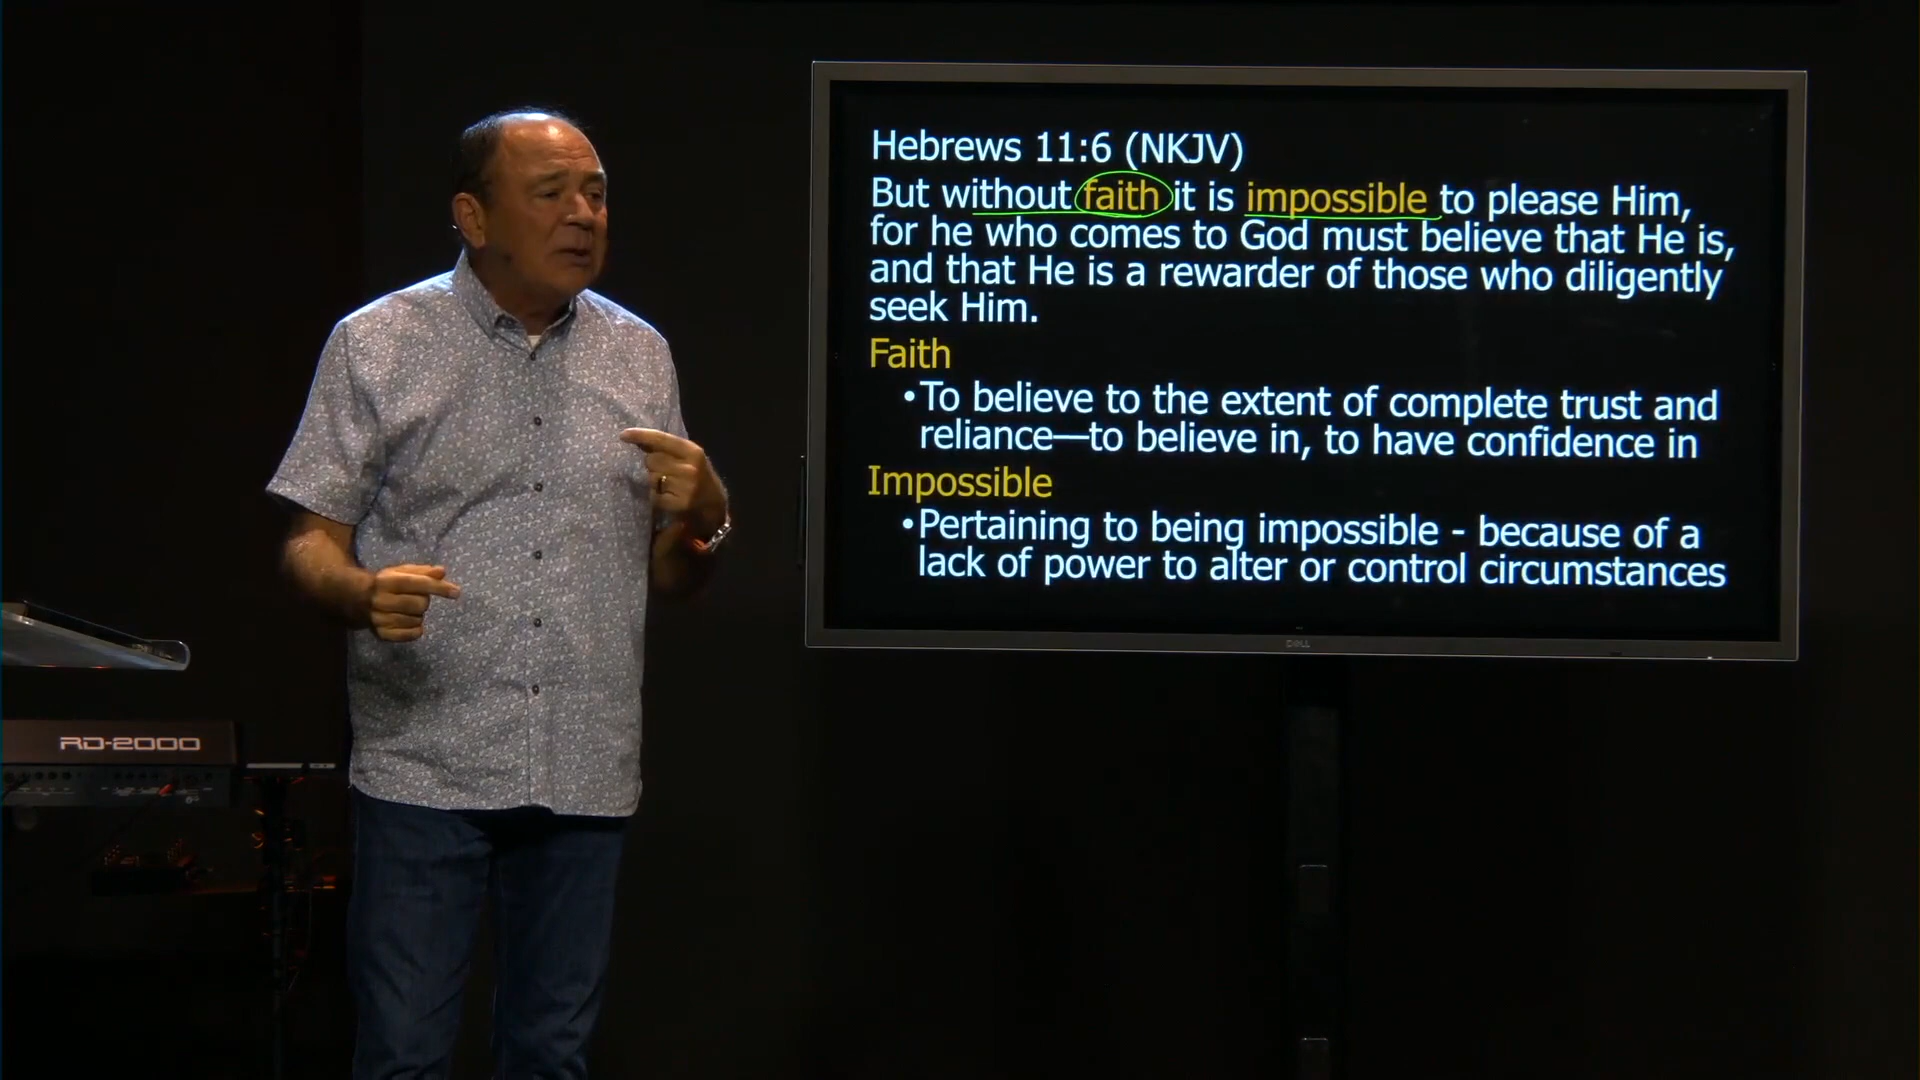 Hebrews 11:6 (NKJV)
But without faith it is impossible to please Him,
for he who comes to God must believe that He is,
and that He is a rewarder of those who diligently
seek Him.
Faith
•To believe to the extent of complete trust and
reliance—to believe in, to have confidence in
Impossible
•Pertaining to being impossible - because of a
lack of power to alter or control circumstances
DELL
RD-2000